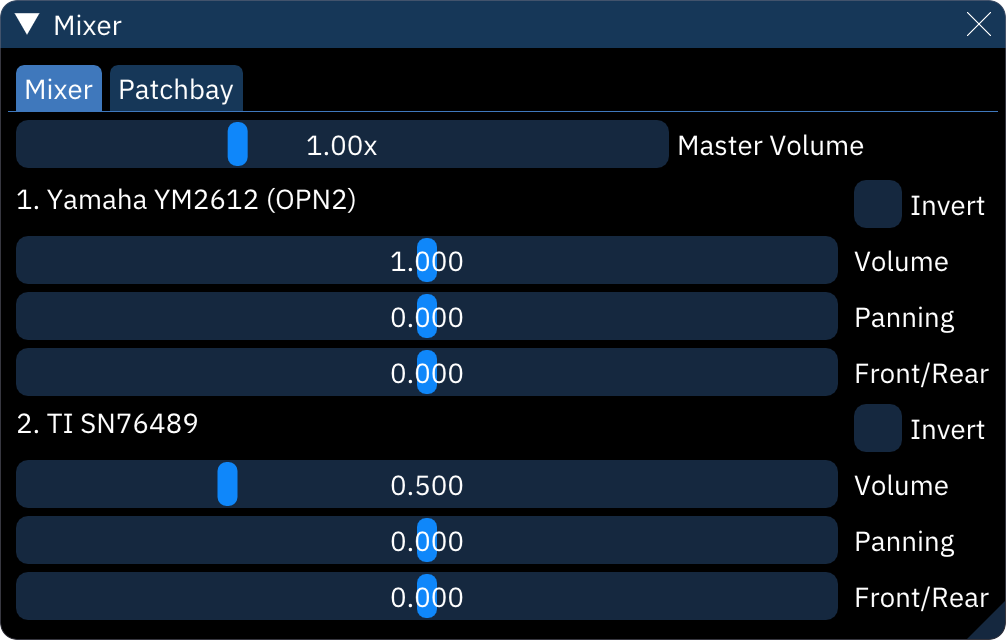 Mixer
Mixer Patchbay
1.00x Master Volume
1. Yamaha YM2612 (OPN2) Invert
1.000 Volume
0.000 Panning
0.000 Front/Rear
2. TI SN76489 Invert
0.500 Volume
0.000 Panning
0.000 Front/Rear